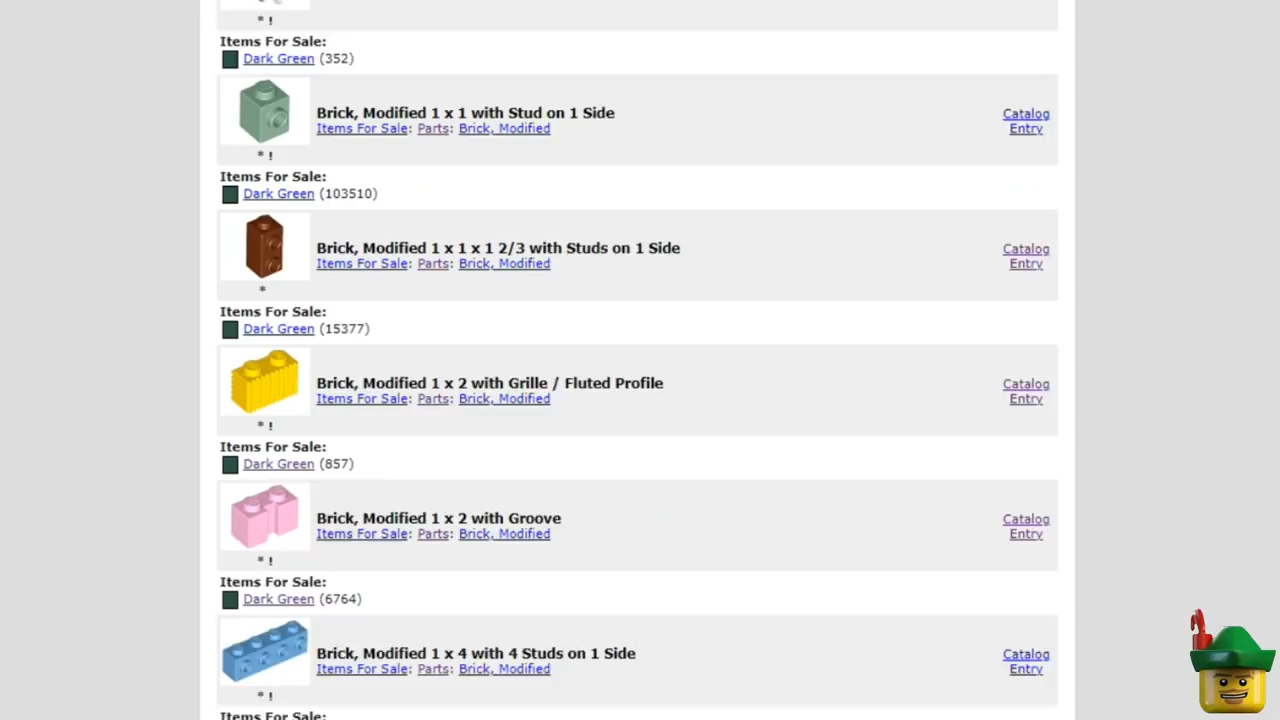 * !
Items For Sale:
Dark Green (352)
Brick, Modified 1 x 1 with Stud on 1 Side
Items For Sale: Parts: Brick, Modified
Catalog
Entry
* !
Items For Sale:
Dark Green (103510)
Brick, Modified 1 x 1 x 1 2/3 with Studs on 1 Side
Items For Sale: Parts: Brick, Modified
Catalog
Entry
*
Items For Sale:
Dark Green (15377)
Brick, Modified 1 x 2 with Grille / Fluted Profile
Items For Sale: Parts: Brick, Modified
Catalog
Entry
* !
Items For Sale:
Dark Green (857)
Brick, Modified 1 x 2 with Groove
Items For Sale: Parts: Brick, Modified
Catalog
Entry
* !
Items For Sale:
Dark Green (6764)
Brick, Modified 1 x 4 with 4 Studs on 1 Side
Items For Sale: Parts: Brick, Modified
Catalog
Entry
* !
Items For Sale: